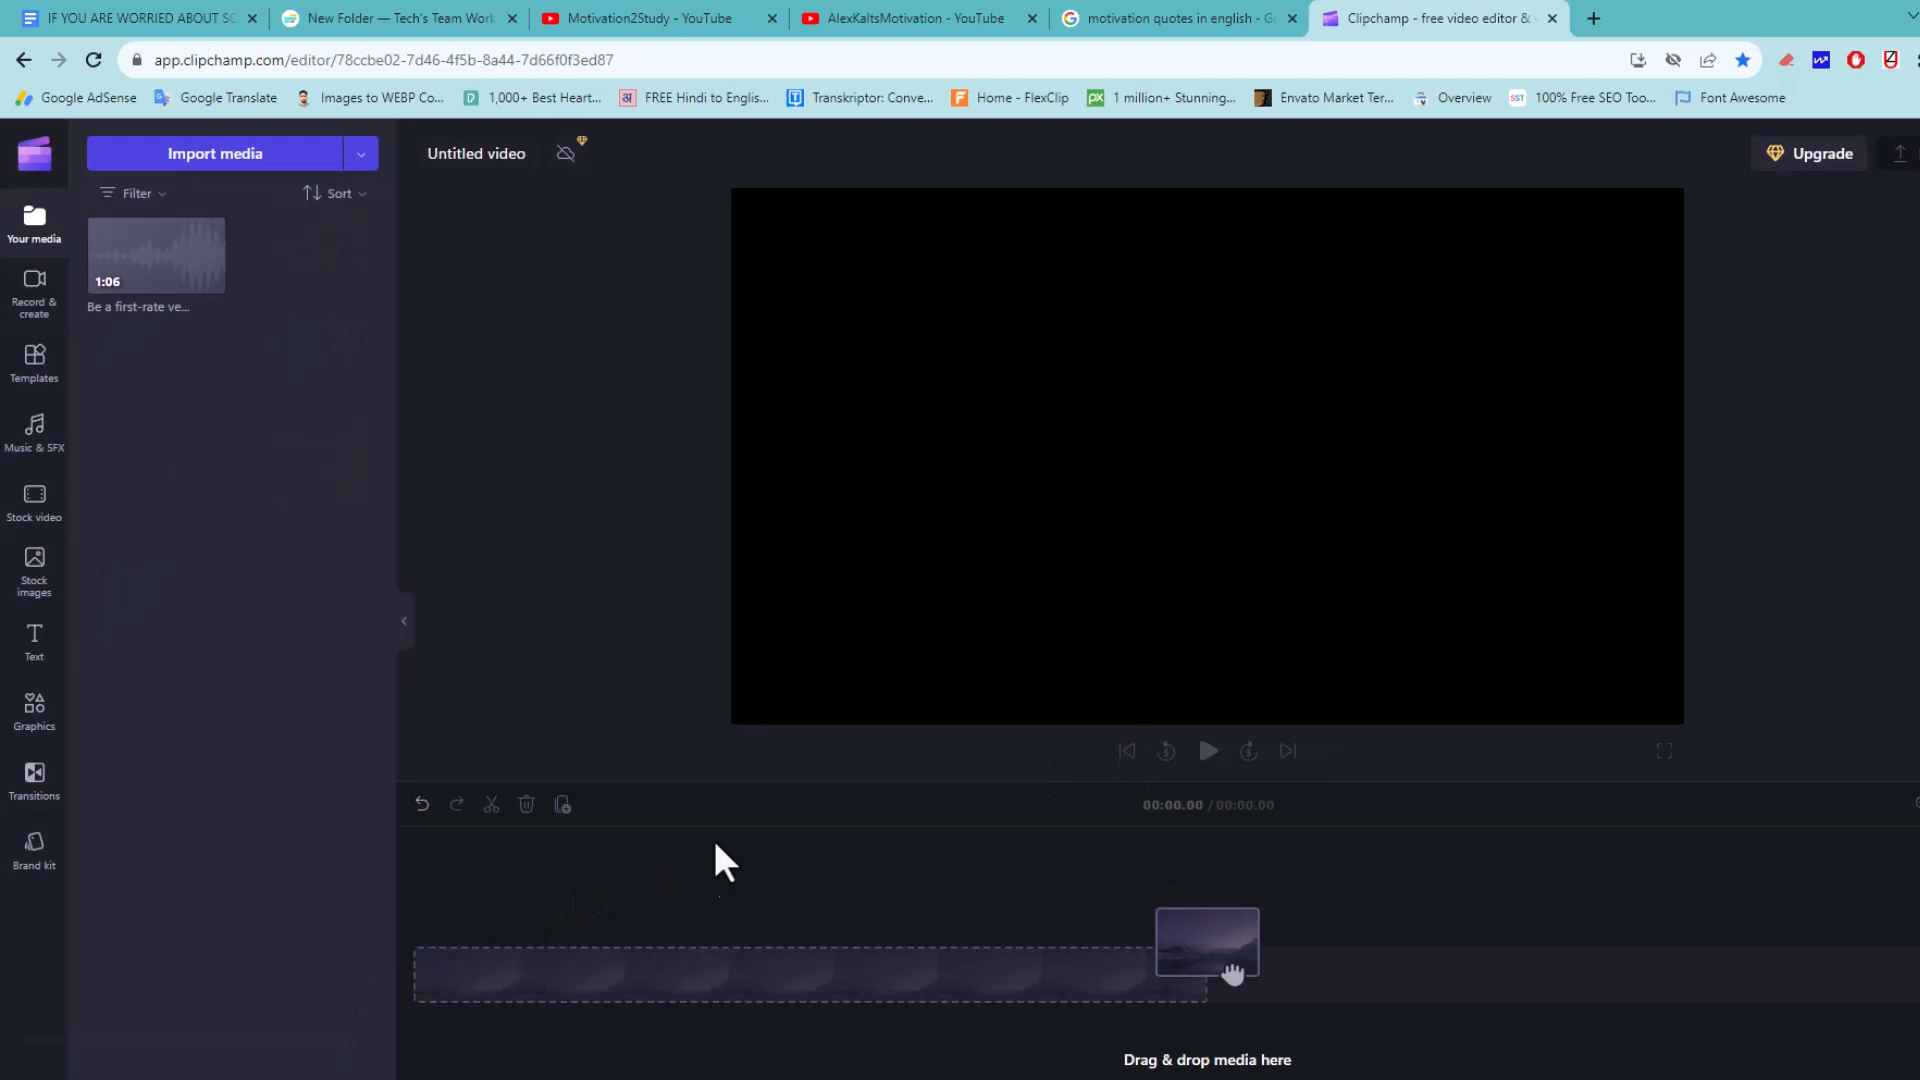 IF YOU ARE WORRIED ABOUT SC
New Folder — Tech's Team Work
Motivation2Study - YouTube
AlexKaltsMotivation - YouTube
motivation quotes in english - G
Clipchamp - free video editor &
app.clipchamp.com/editor/78ccbe02-7d46-4f5b-8a44-7d66f0f3ed87
Google AdSense
Google Translate
Images to WEBP Co...
1,000+ Best Heart...
FREE Hindi to Englis...
Transkriptor: Conve...
Home - FlexClip
1 million+ Stunning...
Envato Market Ter...
SST
100% Free SEO Too...
Overview
Font Awesome
Import media
Untitled video
Upgrade
Filter
Sort
Your media
1:06
Be a first-rate ve...
Record &
create
Templates
Music & SFX
Stock video
Stock
images
Text
Graphics
Transitions
Brand kit
5
5
00:00.00 / 00:00.00
Drag & drop media here